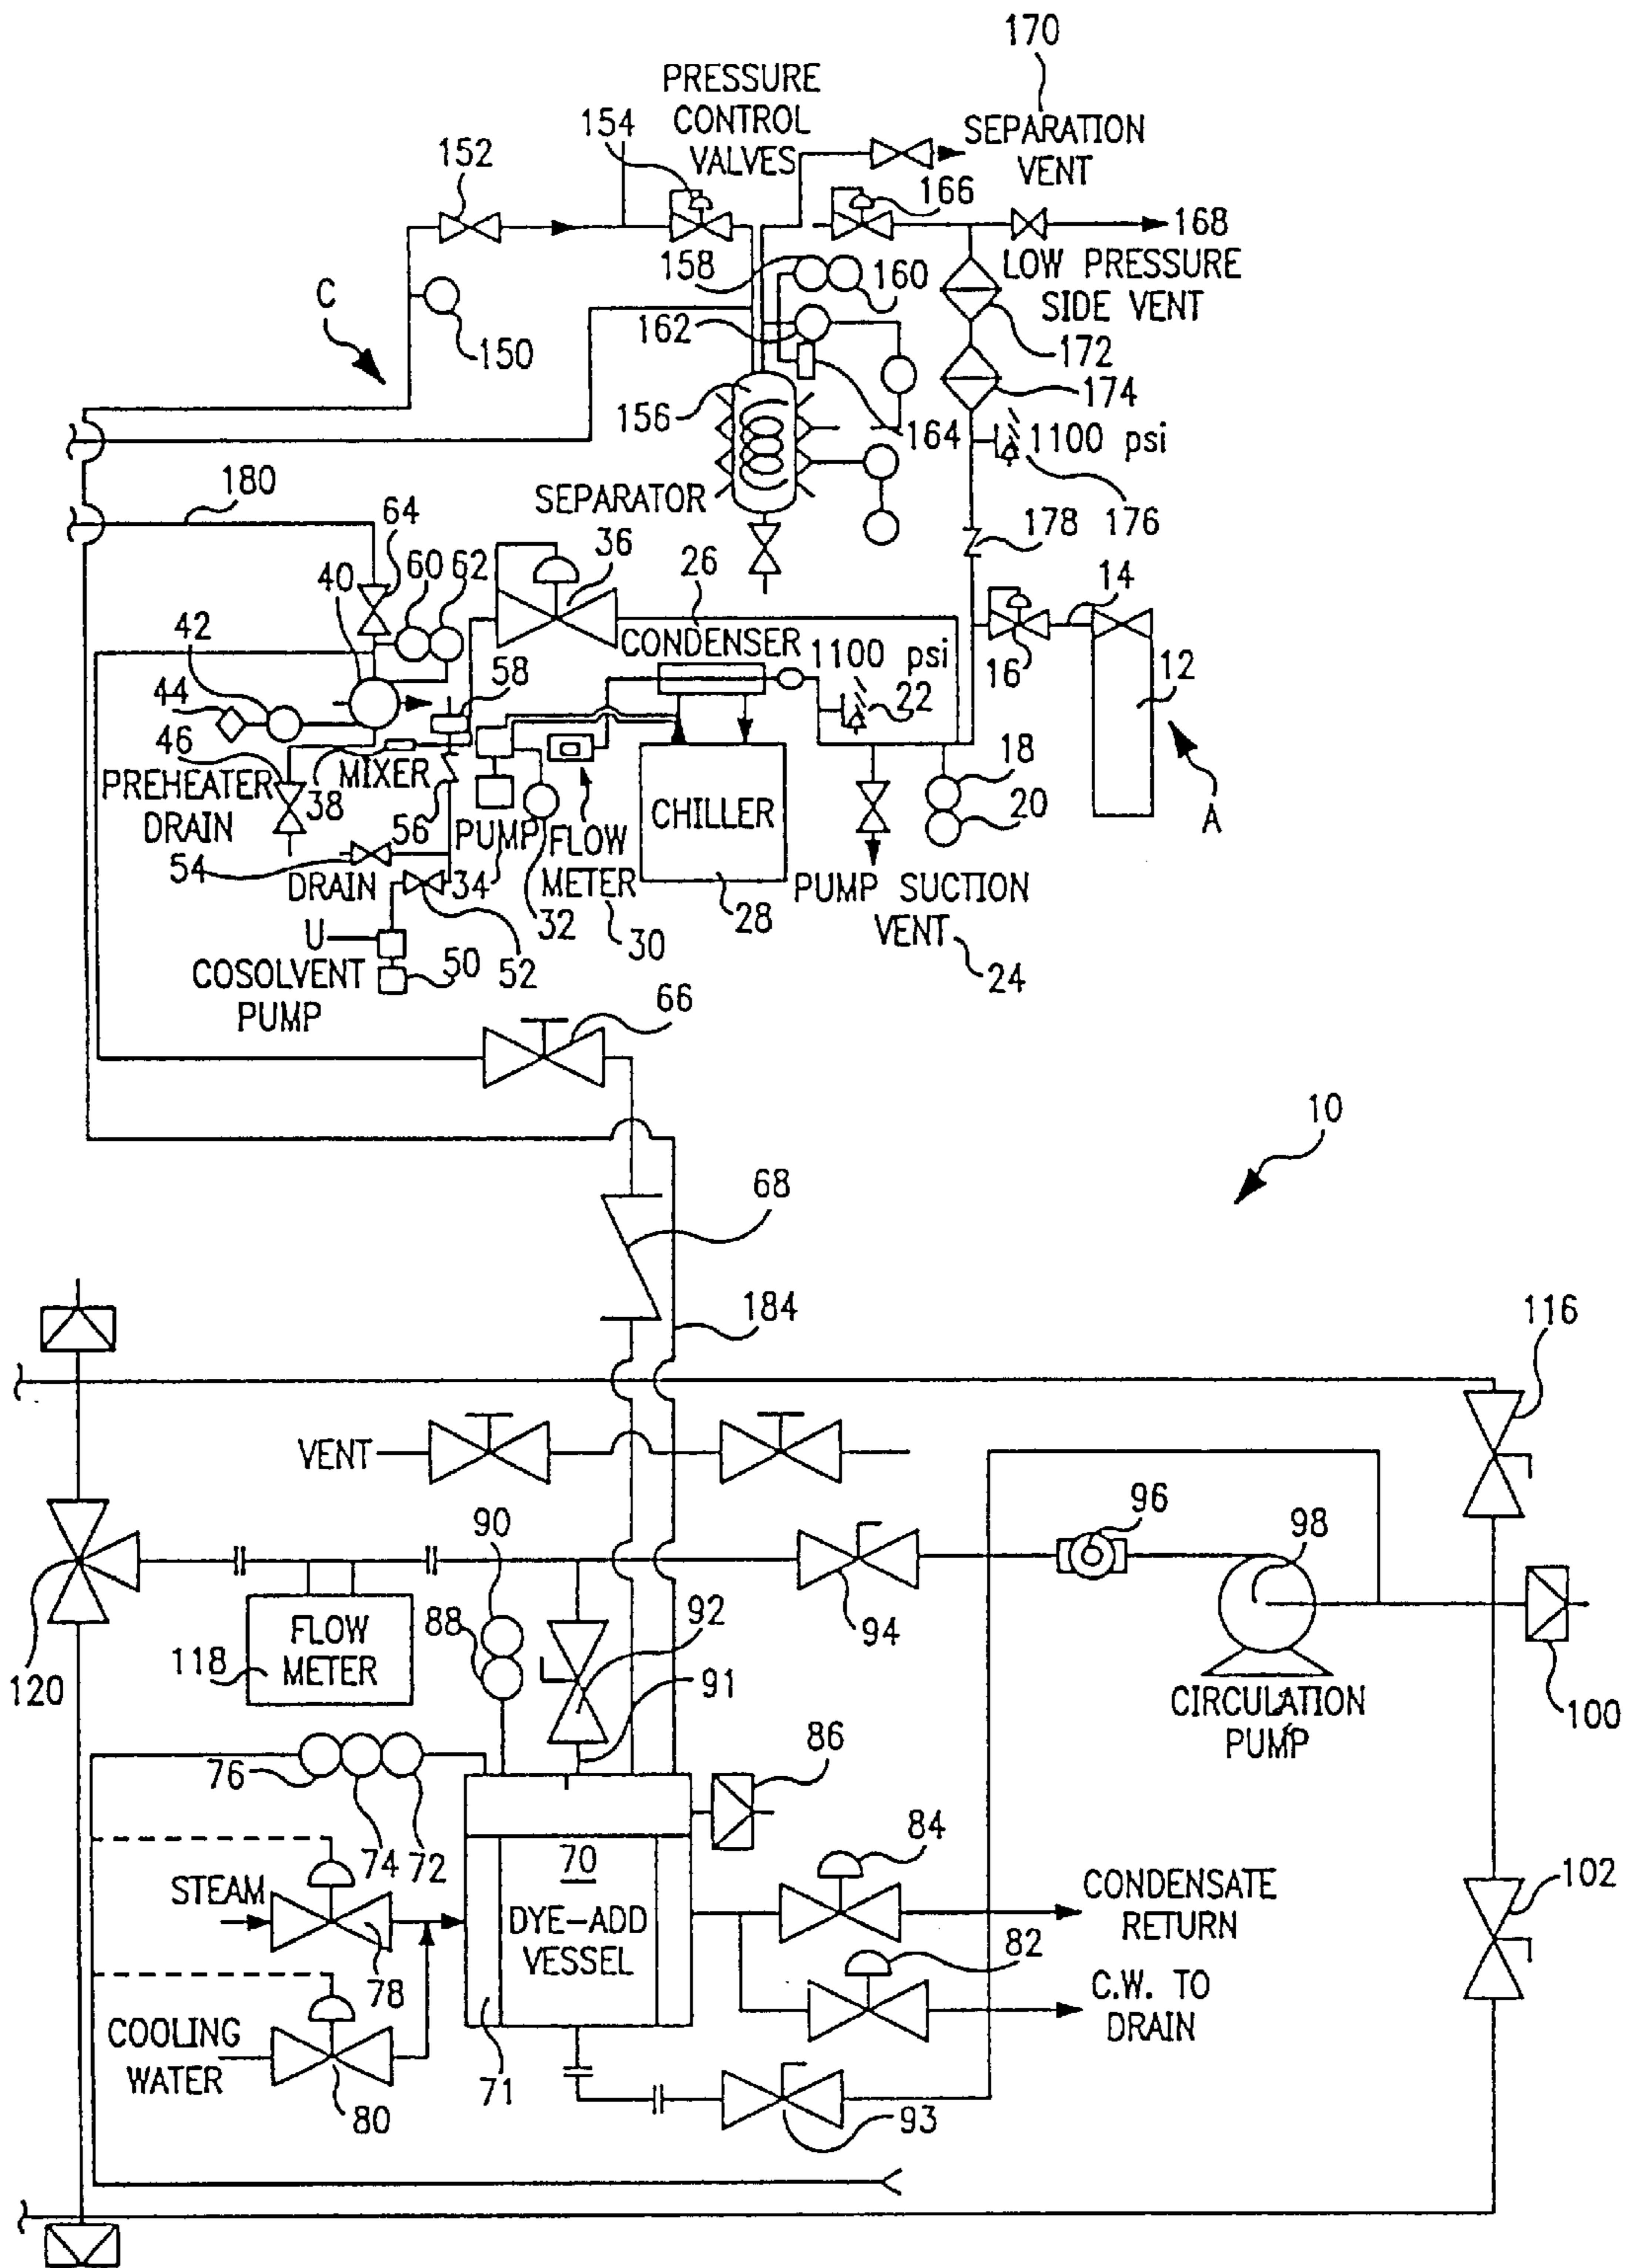 170
PRESSURE
CONTROL
VALVES
154
SEPARATION
VENT
152
166
168
LOW PRESSURE
SIDE VENT
158
160
C
150
162
172
156
174
164
1100 psi
180
SEPARATOR
64
36
178
176
60
62
26
14
40
CONDENSER
42
1100 psi
16
12
58
22
44
46
18
MIXER
PREHEATER
DRAIN
38
20
CHILLER
A
56
PUMP
FLOW
METER
54
DRAIN
34
32
28
PUMP SUCTION
VENT
30
U
50
52
24
COSOLVENT
PUMP
66
10
68
184
116
VENT
90
96
98
92
88
94
FLOW
METER
118
120
91
CIRCULATION
PUMP
100
86
76
84
74
72
70
STEAM
CONDENSATE
RETURN
102
DYE-ADD
VESSEL
82
78
C.W. TO
DRAIN
COOLING
WATER
71
80
93